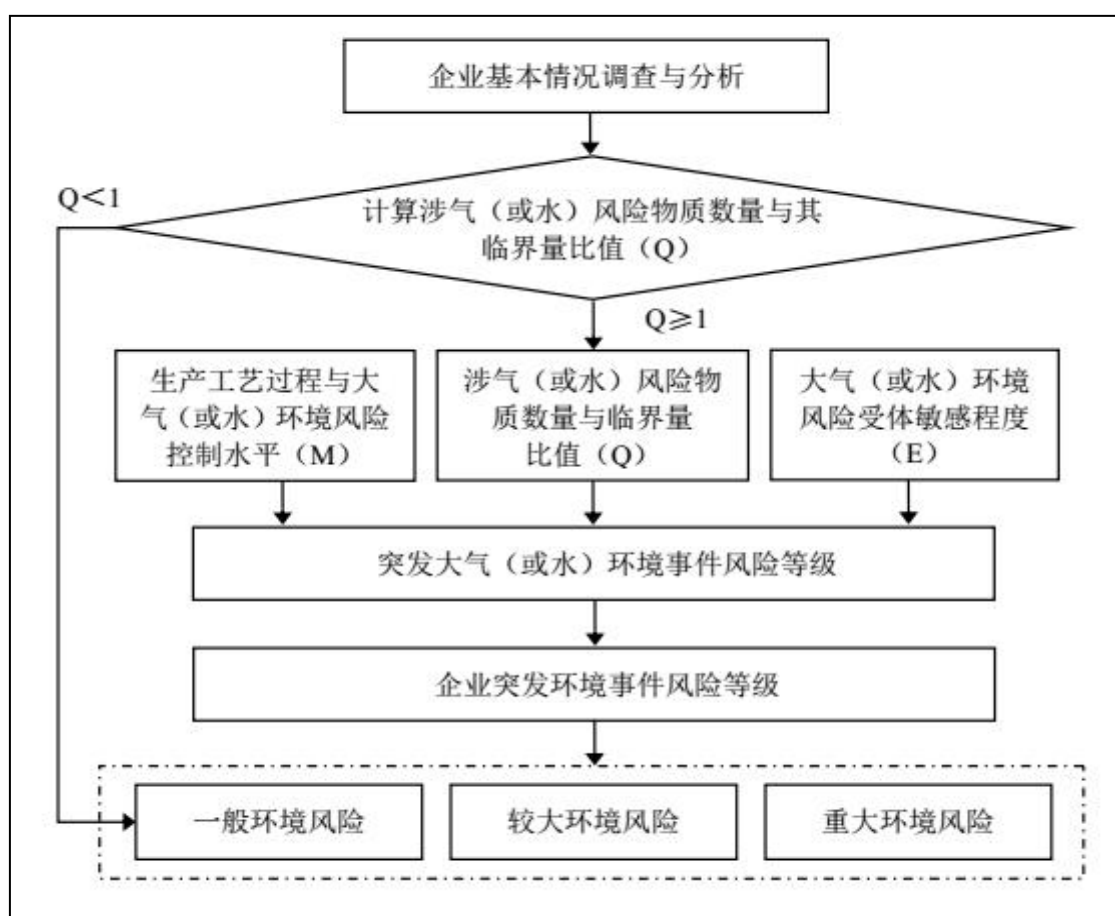 企业基本情况调查与分析
Q<1
计算涉气（或水）风险物质数量与其
临界量比值（Q）
Q≥1
生产工艺过程与大
气（或水）环境风险
控制水平（M）
涉气（或水）风险物
质数量与临界量
比值（Q）
大气（或水）环境
风险受体敏感程度
（E）
突发大气（或水）环境事件风险等级
企业突发环境事件风险等级
一般环境风险
较大环境风险
重大环境风险